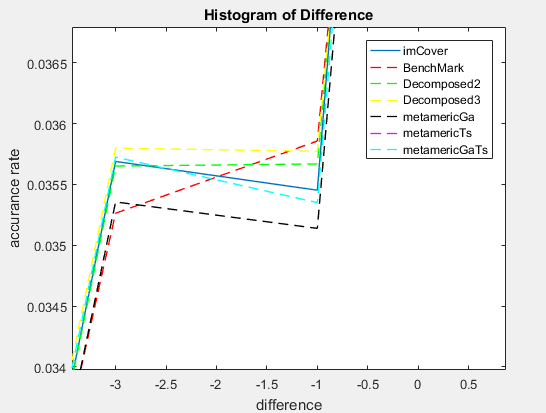 Histogram of Difference
imCover
BenchMark
Decomposed2
Decomposed3
metamericGa
metamericTs
metamericGaTs
accurance rate
0.0365
0.036
0.0355
0.035
0.0345
0.034
-3 -2.5 -2 -1.5 -1 -0.5 0 0.5
difference